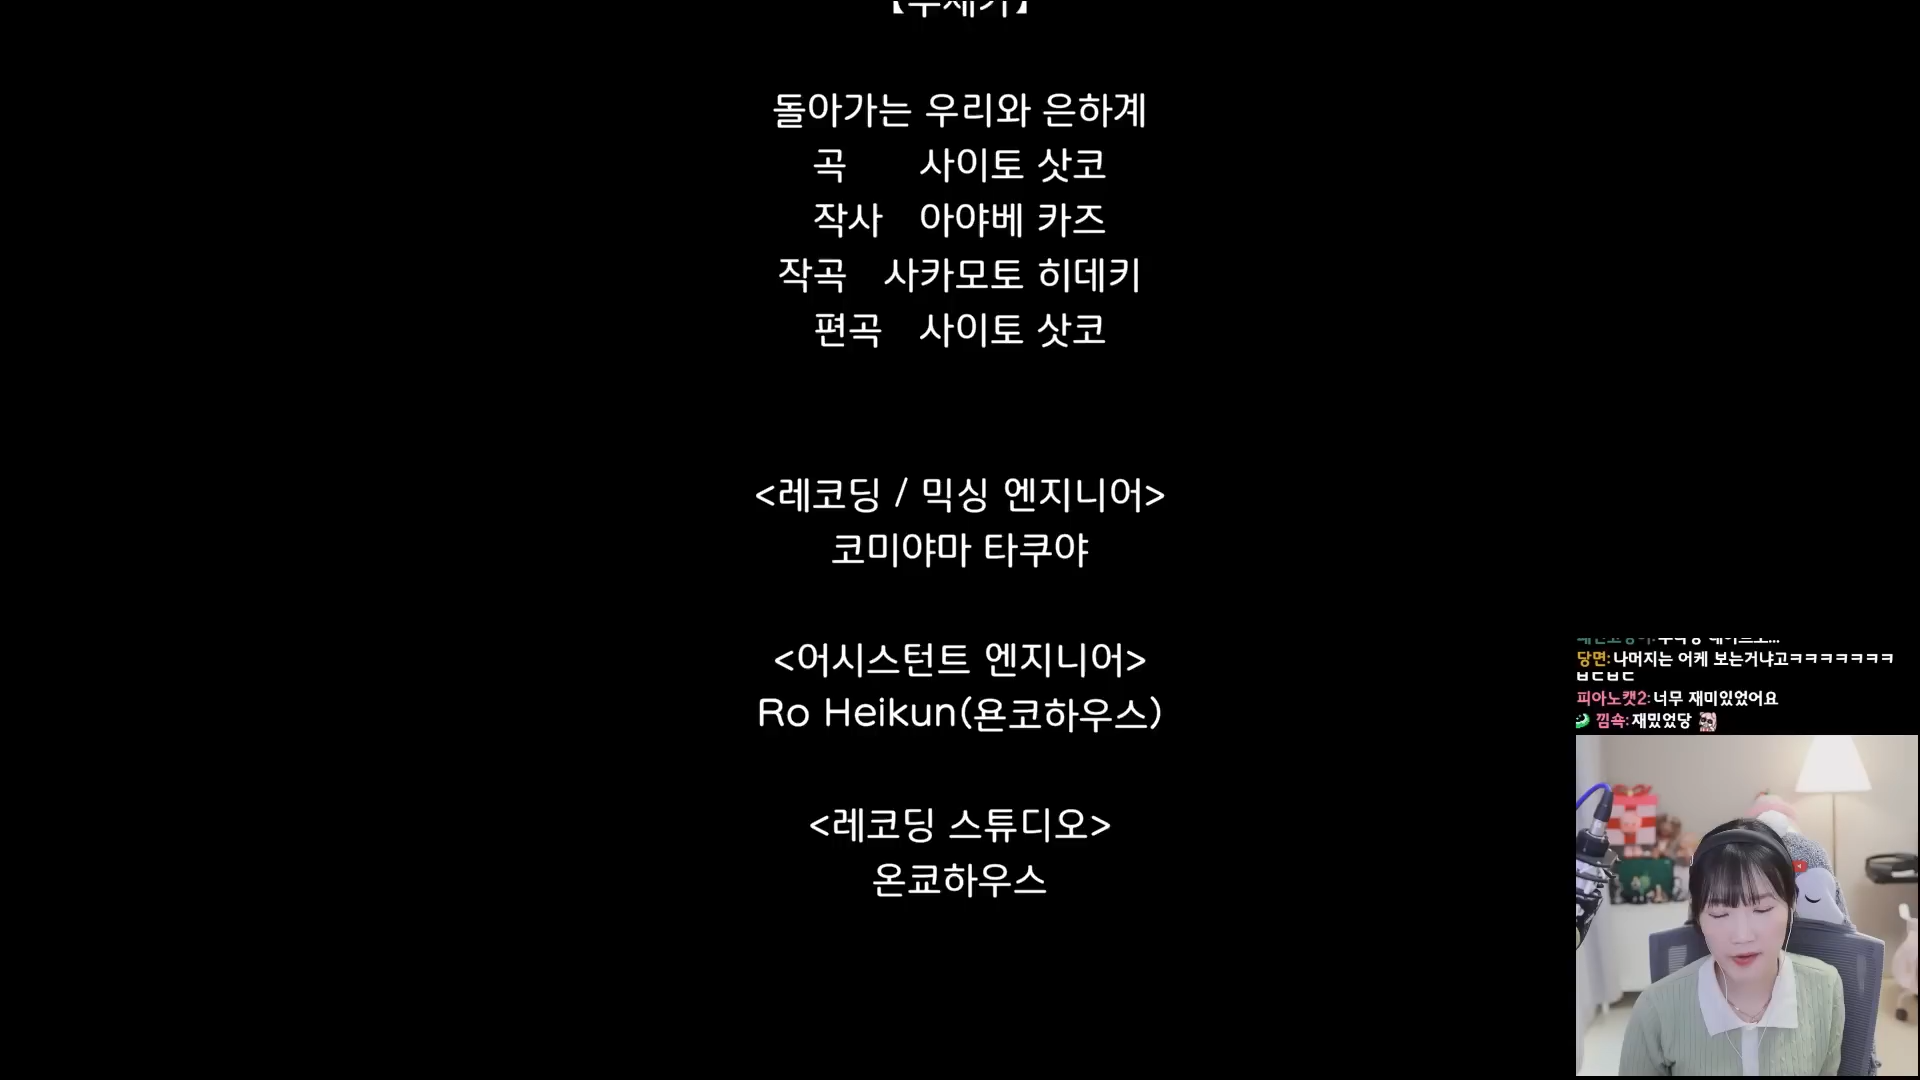 【주제가】
돌아가는 우리와 은하계
곡 사이토 삿코
작사 아야베 카즈
작곡 사카모토 히데키
편곡 사이토 삿코
<레코딩 / 믹싱 엔지니어>
코미야마 타쿠야
<어시스턴트 엔지니어>
Ro Heikun(욘코하우스)
<레코딩 스튜디오>
온쿄하우스
당면: 나머지는 어케 보는거냐고ㅋㅋㅋㅋㅋㅋㅋ
ㅂㄷㅂㄷ
피아노캣2: 너무 재미있었어요
낌쇽: 재밌었당